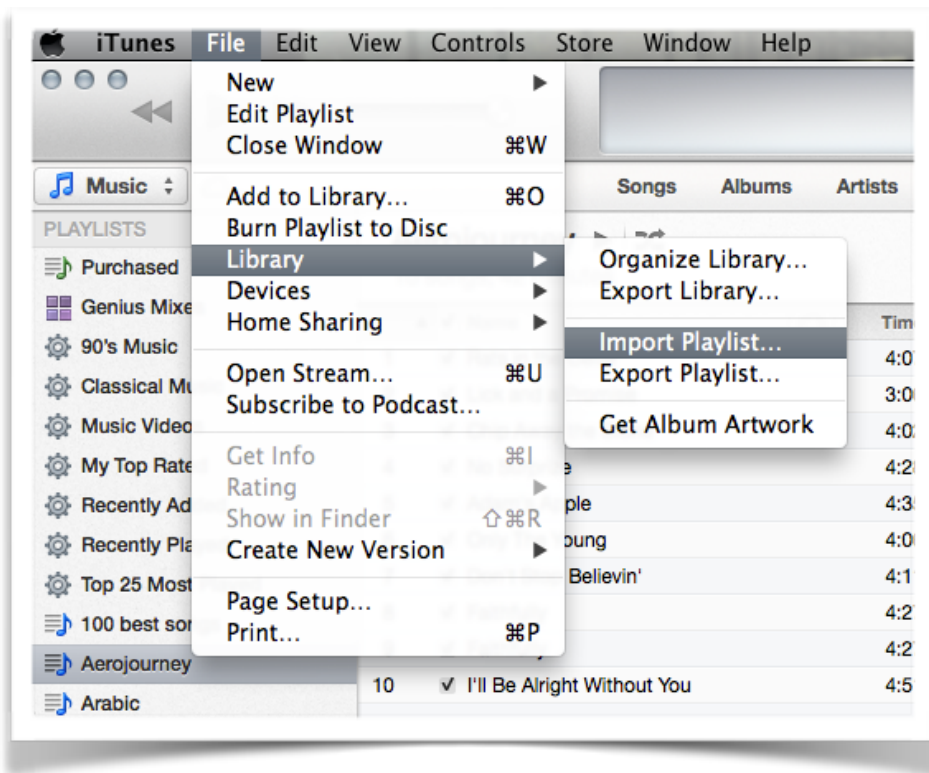 iTunes File Edit View Controls Store Window Help
New
Edit Playlist
Close Window ⌘W
Add to Library... ⌘O
Burn Playlist to Disc
Library
Devices
Home Sharing
Open Stream... ⌘U
Subscribe to Podcast...
Get Info ⌘I
Rating
Show in Finder ⇧⌘R
Create New Version
Page Setup...
Print... ⌘P
Organize Library...
Export Library...
Import Playlist...
Export Playlist...
Get Album Artwork
Music
Songs Albums Artists
PLAYLISTS
Purchased
Genius Mixe
90's Music
Classical Mu
Music Video
My Top Rate
Recently Ad
Recently Pla
Top 25 Most
100 best son
Aerojourney
Arabic
Tim
4:0
3:0
4:0
4:2
ple 4:3
oung 4:0
Believin' 4:1
4:2
4:2
10 I'll Be Alright Without You 4:5